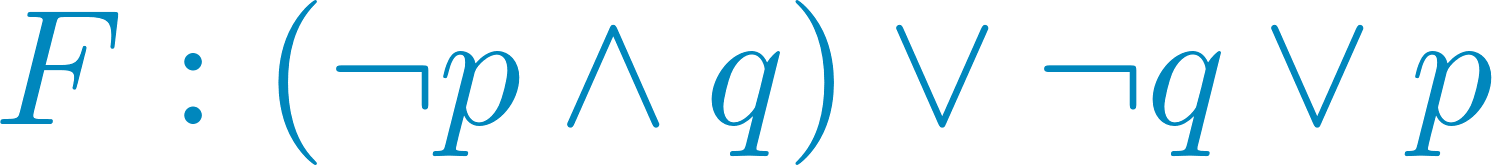 F : (¬p ∧ q) ∨ ¬q ∨ p